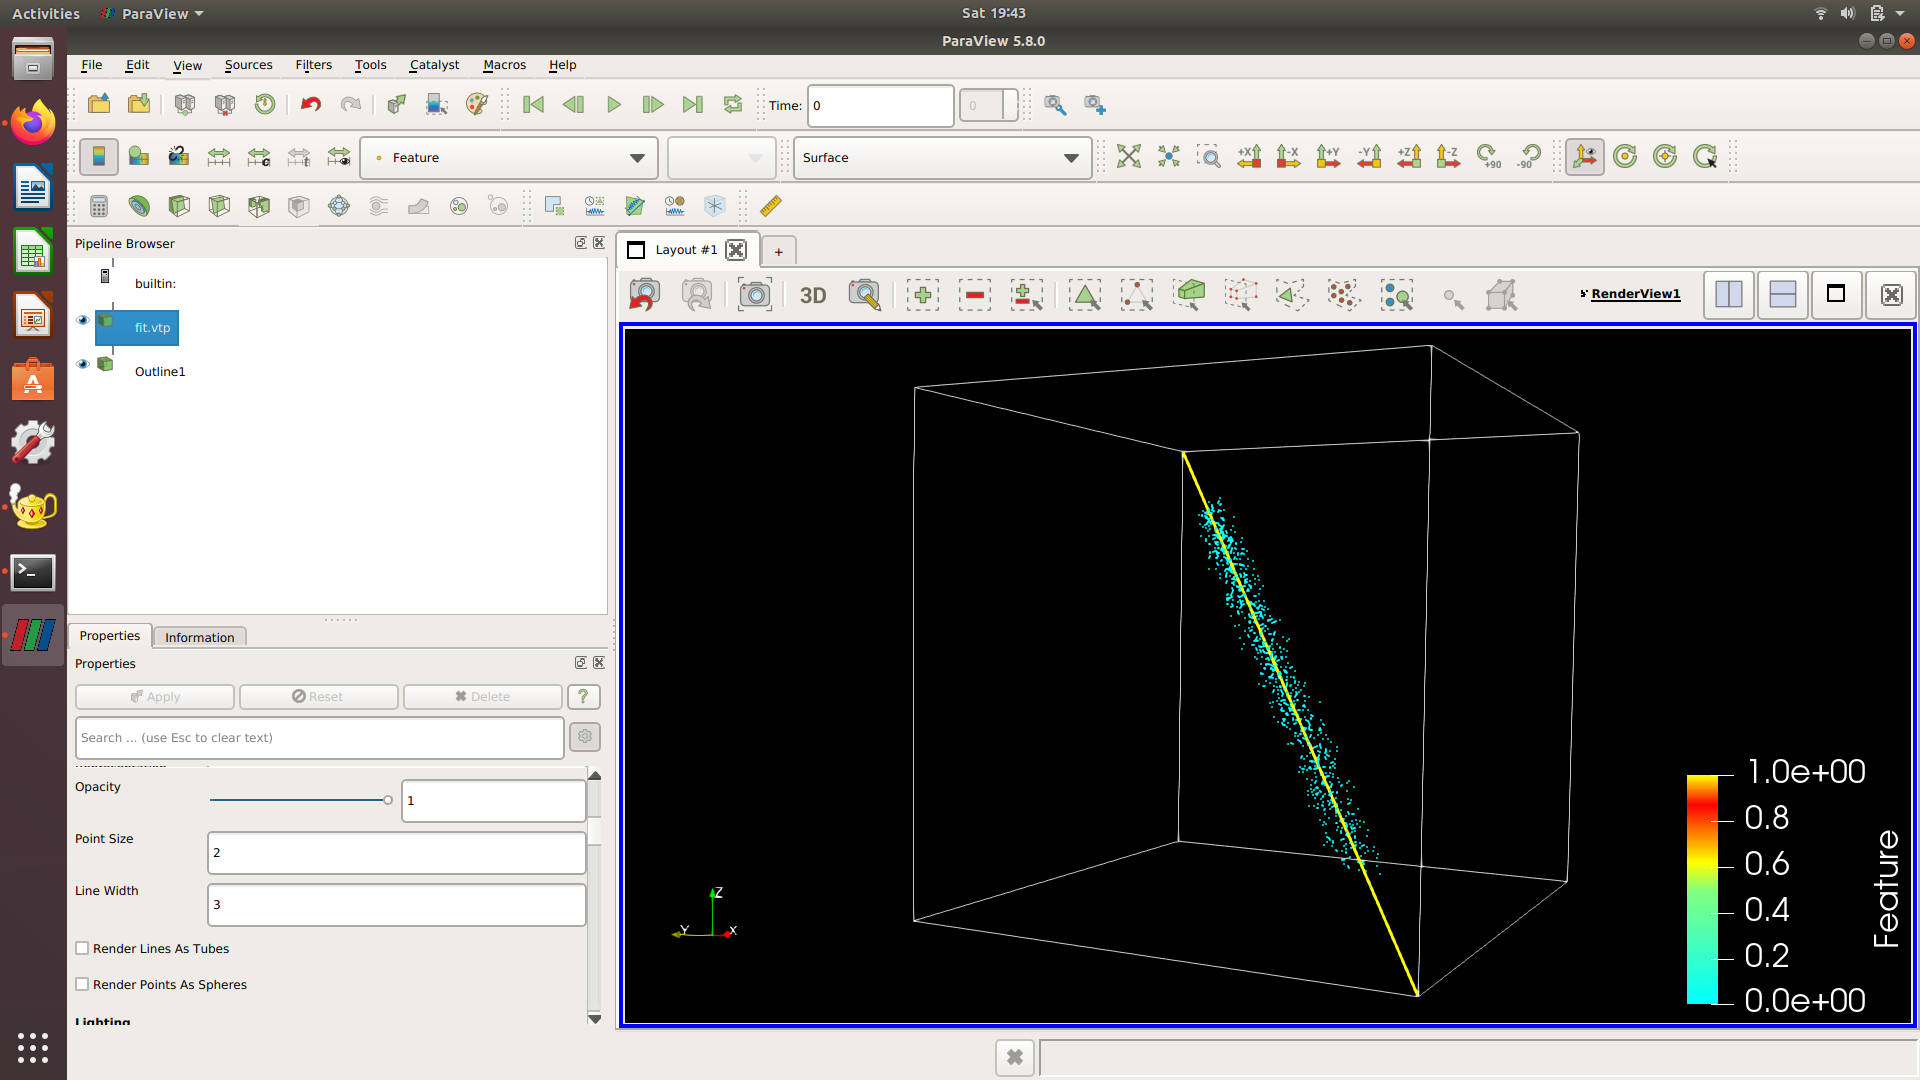 Activities ParaView Sat 19:43
ParaView 5.8.0
File Edit View Sources Filters Tools Catalyst Macros Help
Time: 0 0
Feature Surface +X -X +Y -Y +Z -Z +90 -90
Pipeline Browser
Layout #1 +
builtin:
3D RenderView1
fit.vtp
Outline1
Properties Information
Properties
Apply Reset Delete ?
Search ... (use Esc to clear text)
Opacity 1
Point Size 2
Line Width 3
Render Lines As Tubes
Render Points As Spheres
Lighting
Z
Y X
1.0e+00
0.8
0.6
0.4
0.2
0.0e+00
Feature